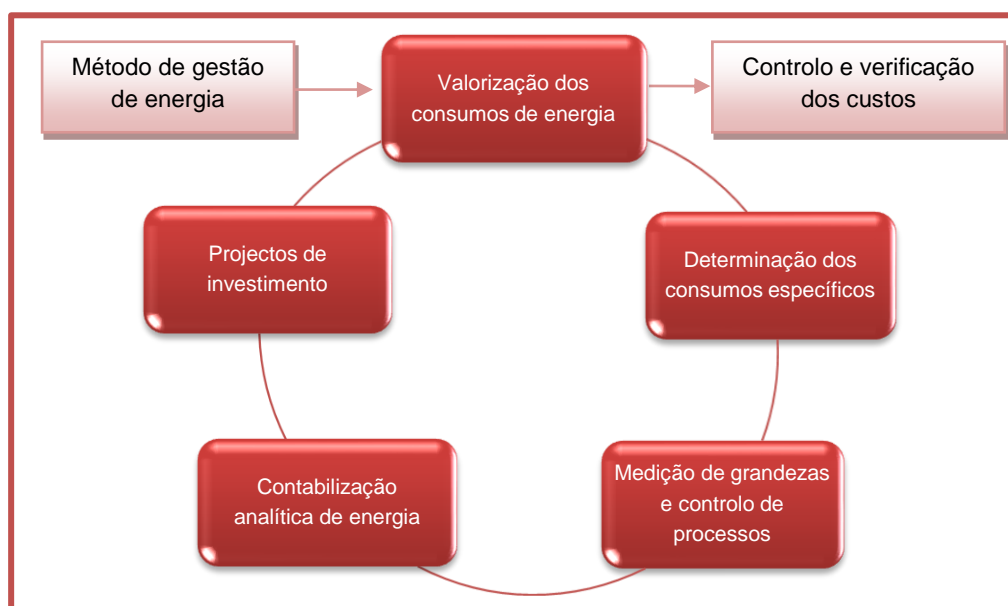 Método de gestão
de energia
Valorização dos
consumos de energia
Controlo e verificação
dos custos
Projectos de
investimento
Determinação dos
consumos específicos
Contabilização
analítica de energia
Medição de grandezas
e controlo de
processos